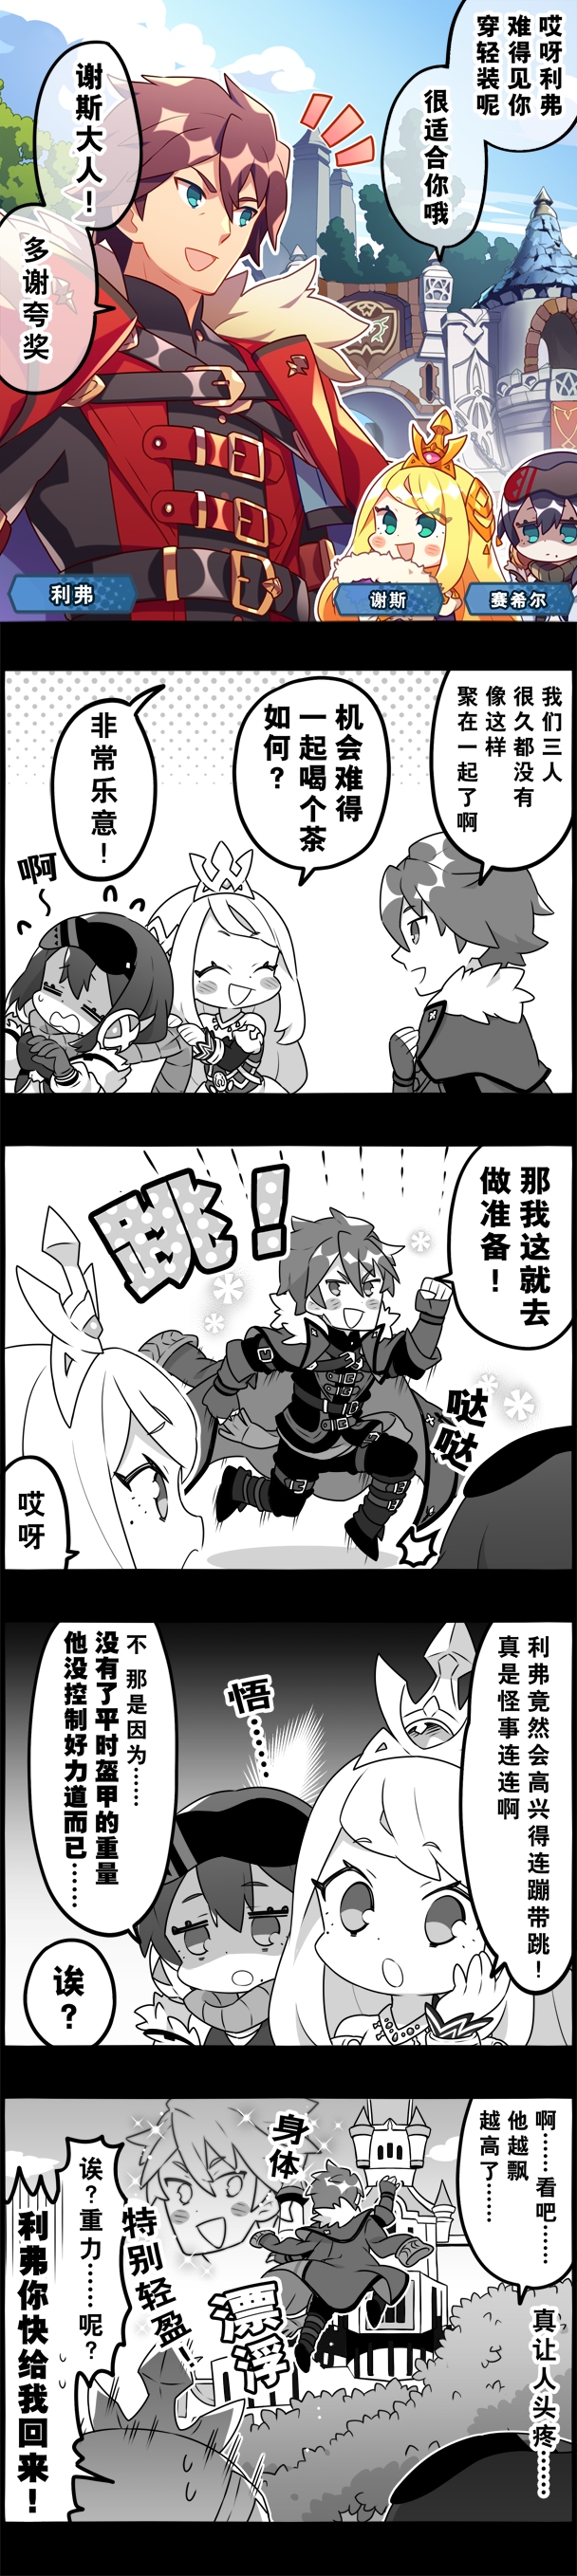 哎呀利弗
难得见你
穿轻装呢
很适合你哦
谢斯大人！
多谢夸奖
利弗
谢斯
赛希尔
我们三人
很久都没有
像这样
聚在一起了啊
机会难得
一起喝个茶
如何？
非常乐意！
啊～
那我这就去
做准备！
跳！
哒哒
哎呀
利弗竟然会高兴得连蹦带跳！
真是怪事连连啊
悟……
不 那是因为……
没有了平时盔甲的重量
他没控制好力道而已……
诶？
啊……看吧……
他越飘
越高了……
真让人头疼……
身体
特别轻盈！
漂浮
诶？重力……呢？
利弗你快给我回来！